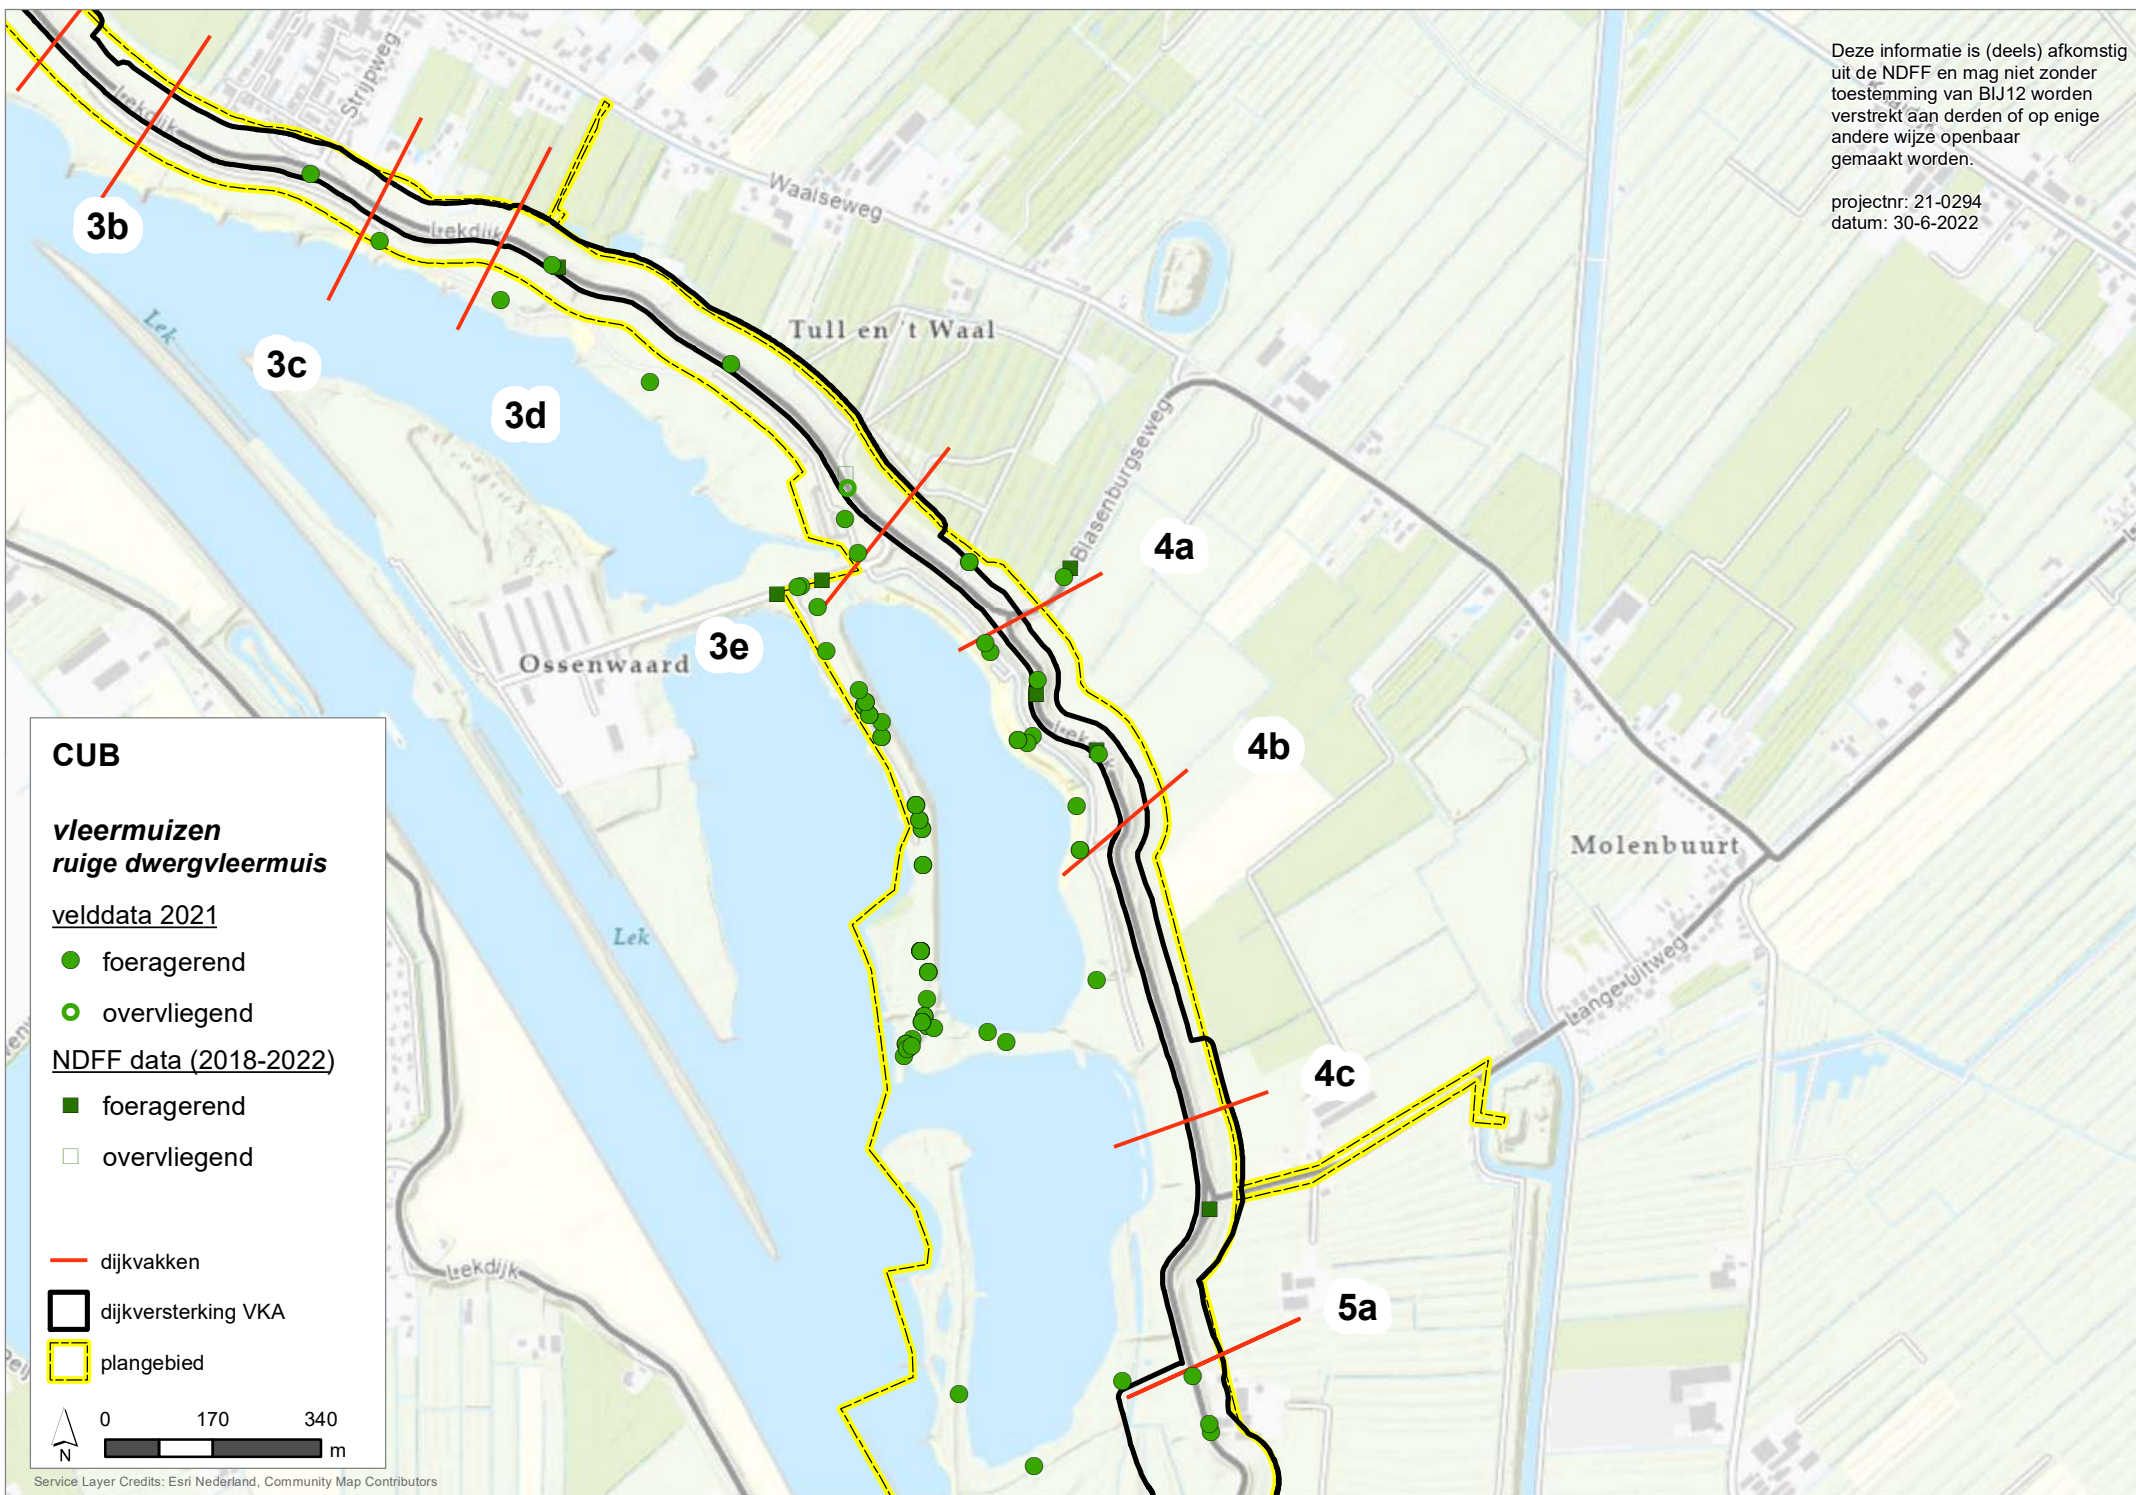 Deze informatie is (deels) afkomstig
uit de NDFF en mag niet zonder
toestemming van BIJ12 worden
verstrekt aan derden of op enige
andere wijze openbaar
gemaakt worden.
projectnr: 21-0294
datum: 30-6-2022
Strijpweg
Lekdijk
3b
Waalseweg
Lekdijk
Lek
Tull en 't Waal
3c
3d
Blasenburgseweg
4a
3e
Ossenwaard
4b
Molenbuurt
Lek
Lange Uitweg
4c
Lekdijk
5a
CUB
vleermuizen
ruige dwergvleermuis
velddata 2021
foeragerend
overvliegend
NDFF data (2018-2022)
foeragerend
overvliegend
dijkvakken
dijkversterking VKA
plangebied
0 170 340
m
N
Service Layer Credits: Esri Nederland, Community Map Contributors